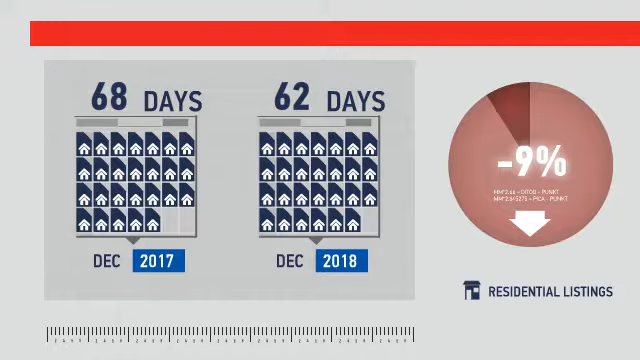 68 DAYS
62 DAYS
DEC 2017
DEC 2018
-9%
RESIDENTIAL LISTINGS